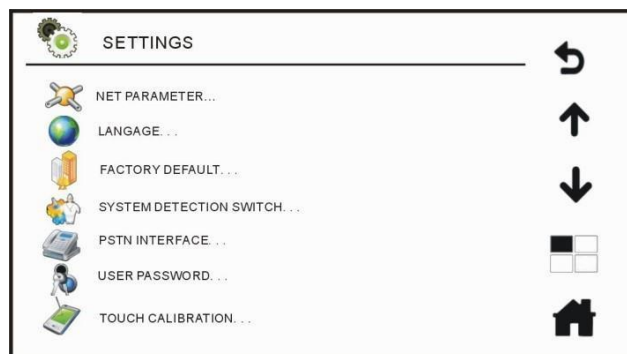 SETTINGS
NET PARAMETER...
LANGAGE. . .
FACTORY DEFAULT. . .
SYSTEM DETECTION SWITCH. . .
PSTN INTERFACE. . .
USER PASSWORD. . .
TOUCH CALIBRATION. . .